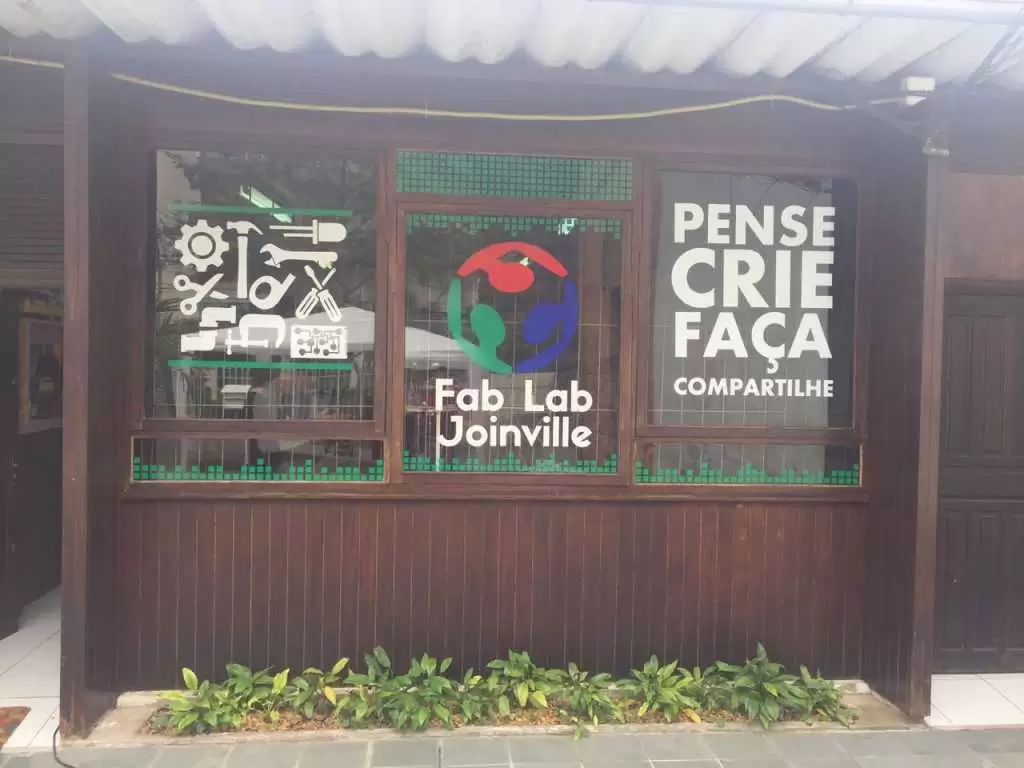 Fab Lab
Joinville
PENSE
CRIE
FAÇA
COMPARTILHE